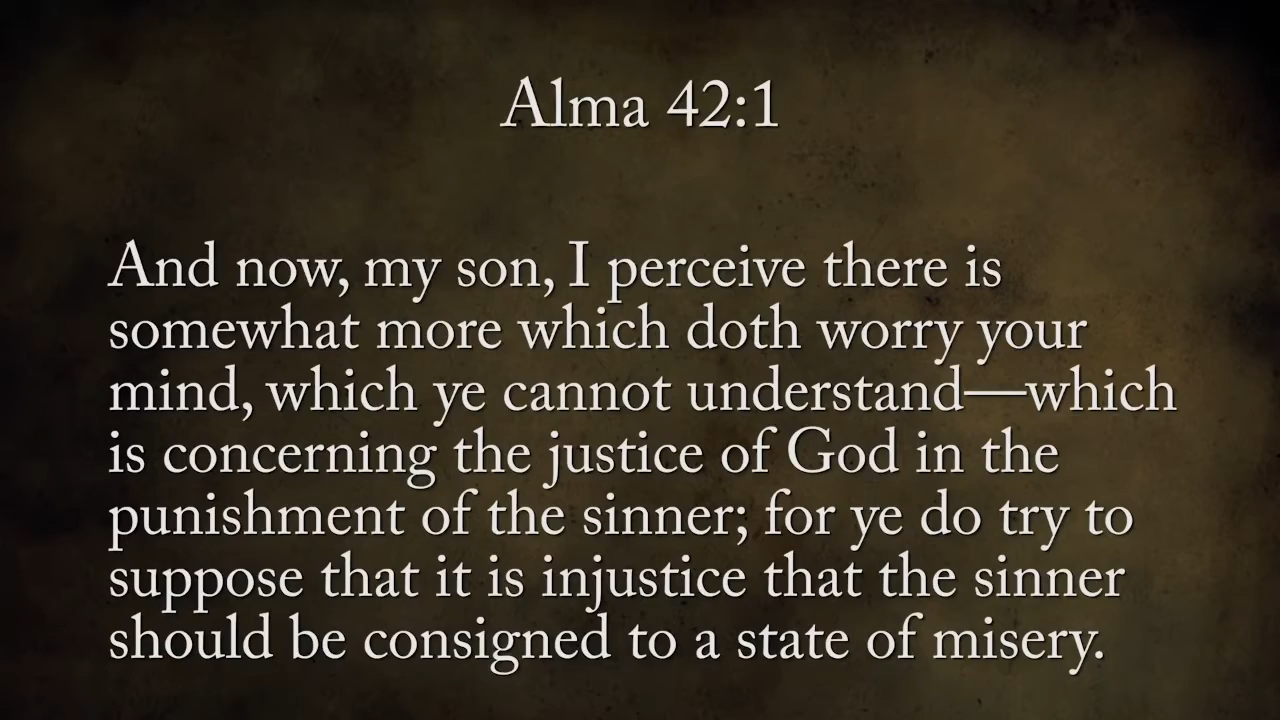 Alma 42:1
And now, my son, I perceive there is
somewhat more which doth worry your
mind, which ye cannot understand—which
is concerning the justice of God in the
punishment of the sinner; for ye do try to
suppose that it is injustice that the sinner
should be consigned to a state of misery.